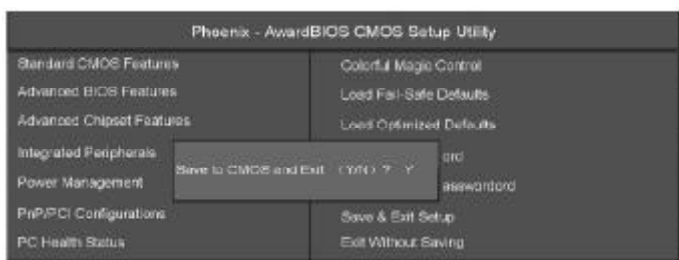 Phoenix - AwardBIOS CMOS Setup Utility
Standard CMOS Features
Advanced BIOS Features
Advanced Chipset Features
Integrated Peripherals
Power Management
PnP/PCI Configurations
PC Health Status
Colorful Magic Control
Load Fail-Safe Defaults
Load Optimized Defaults
ord
asswordord
Save & Exit Setup
Exit Without Saving
Save to CMOS and Exit (Y/N) ? Y